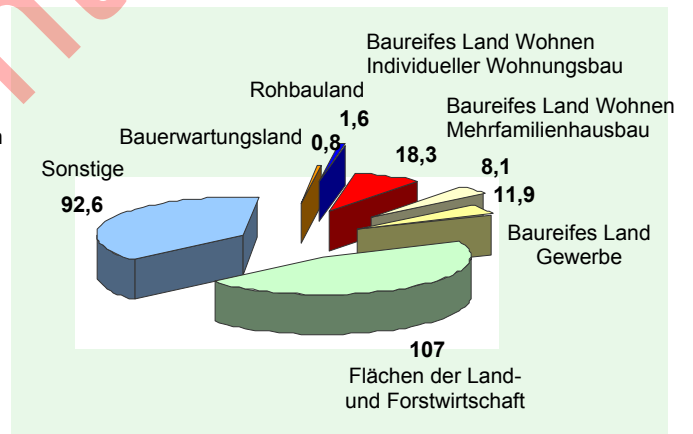 Baureifes Land Wohnen
Individueller Wohnungsbau
Rohbauland
1,6
Baureifes Land Wohnen
Mehrfamilienhausbau
Bauerwartungsland
0,8
18,3
8,1
Sonstige
92,6
11,9
Baureifes Land
Gewerbe
107
Flächen der Land-
und Forstwirtschaft